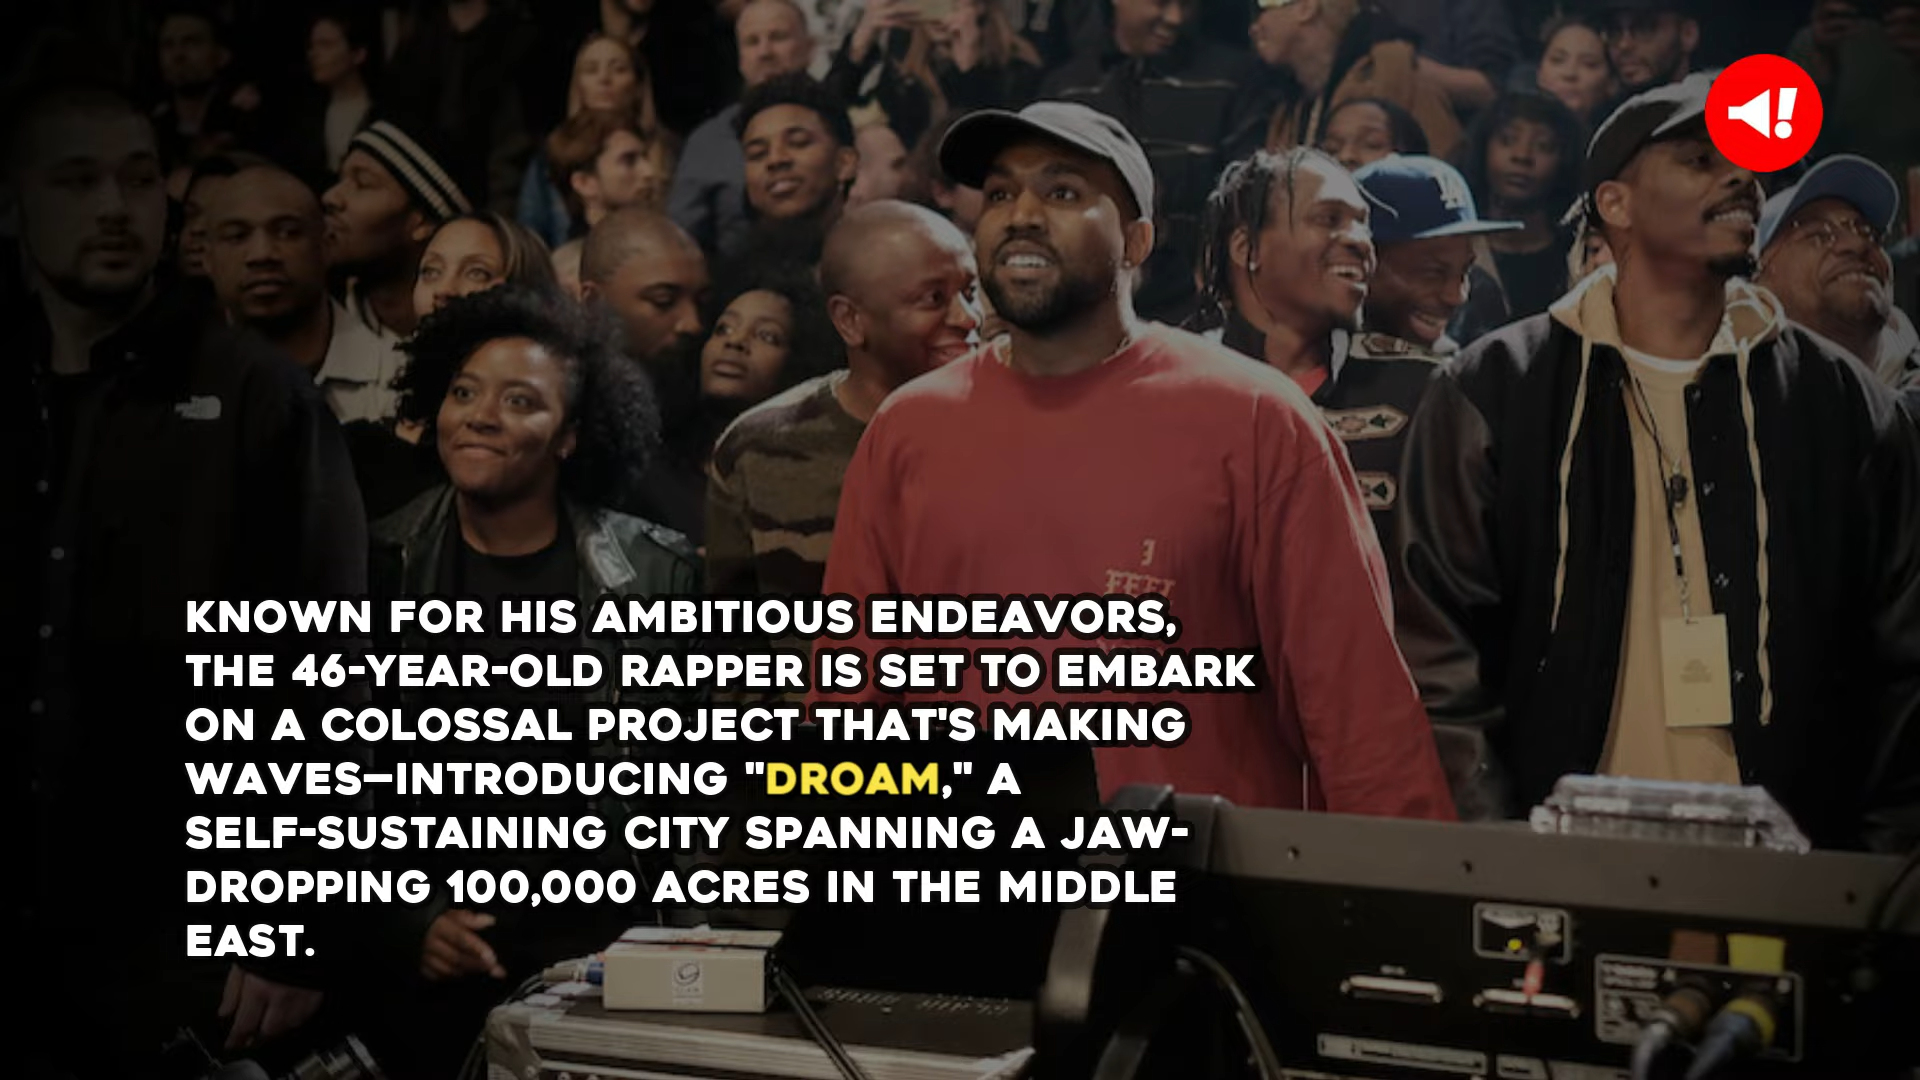 I
FEEL
KNOWN FOR HIS AMBITIOUS ENDEAVORS,
THE 46-YEAR-OLD RAPPER IS SET TO EMBARK
ON A COLOSSAL PROJECT THAT'S MAKING
WAVES—INTRODUCING "DROAM," A
SELF-SUSTAINING CITY SPANNING A JAW-
DROPPING 100,000 ACRES IN THE MIDDLE
EAST.